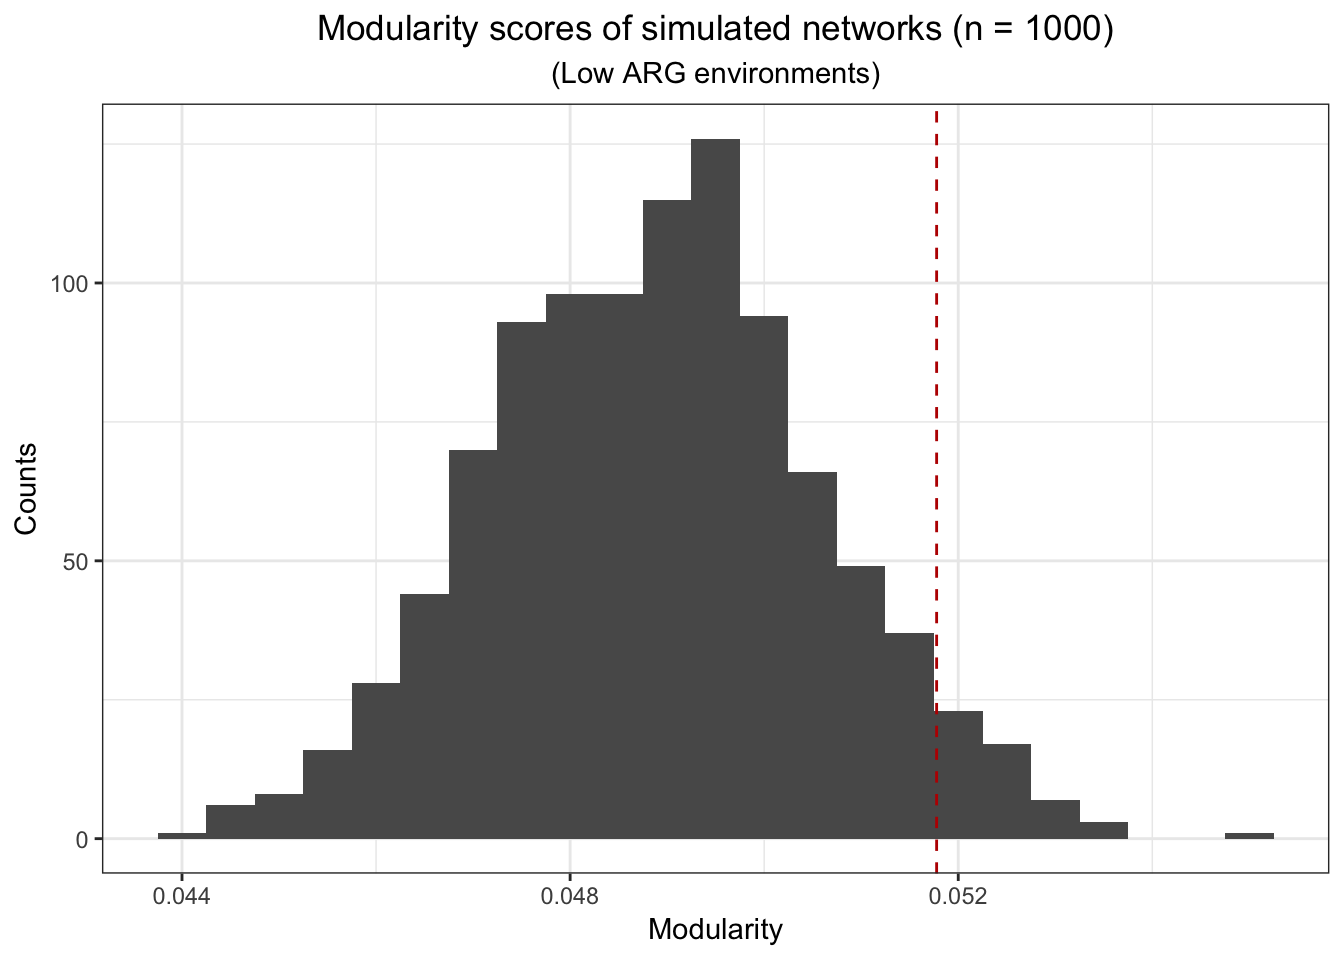 Modularity scores of simulated networks (n = 1000)
(Low ARG environments)
100
50
0
Counts
0.044
0.048
0.052
Modularity